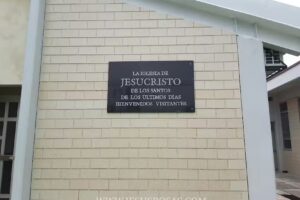 LA IGLESIA DE
JESUCRISTO
DE LOS SANTOS
DE LOS ÚLTIMOS DÍAS
BIENVENIDOS VISITANTES